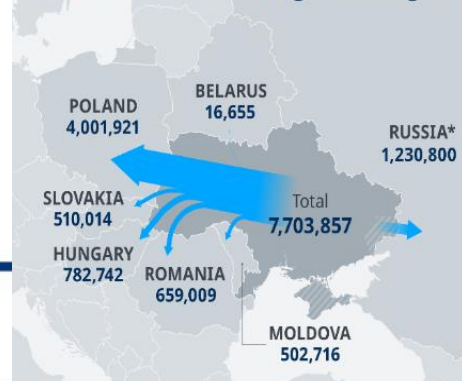 BELARUS
16,655
POLAND
4,001,921
RUSSIA*
1,230,800
SLOVAKIA
510,014
Total
7,703,857
HUNGARY
782,742
ROMANIA
659,009
MOLDOVA
502,716